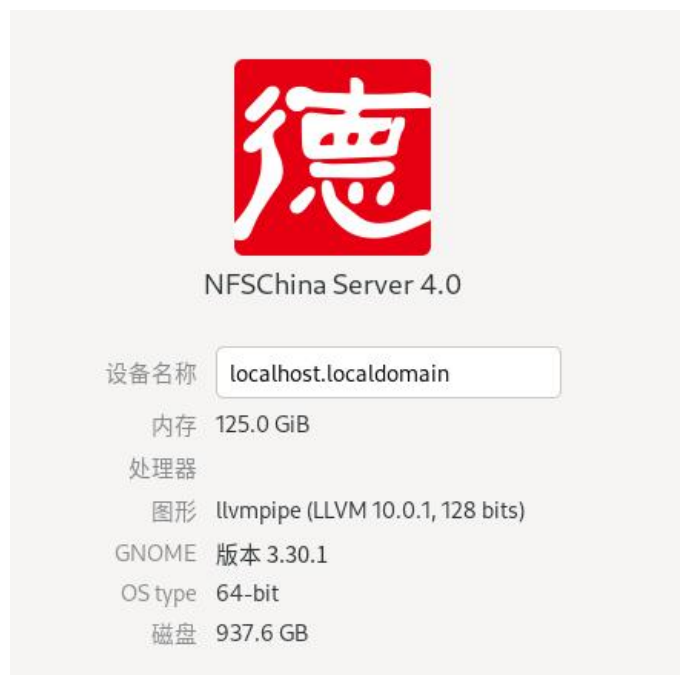 德
NFSChina Server 4.0
设备名称 localhost.localdomain
内存 125.0 GiB
处理器
图形 llvmpipe (LLVM 10.0.1, 128 bits)
GNOME 版本 3.30.1
OS type 64-bit
磁盘 937.6 GB